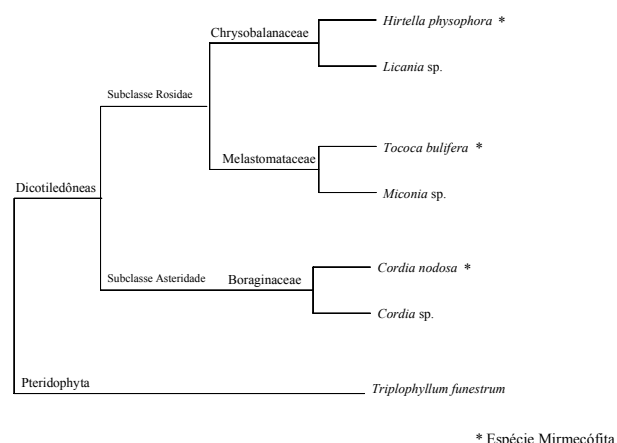 Hirtella physophora *
Chrysobalanaceae
Licania sp.
Subclasse Rosidae
Tococa bulifera *
Melastomataceae
Miconia sp.
Dicotiledôneas
Cordia nodosa *
Subclasse Asteridade
Boraginaceae
Cordia sp.
Pteridophyta
Triplophyllum funestrum
* Espécie Mirmecófita